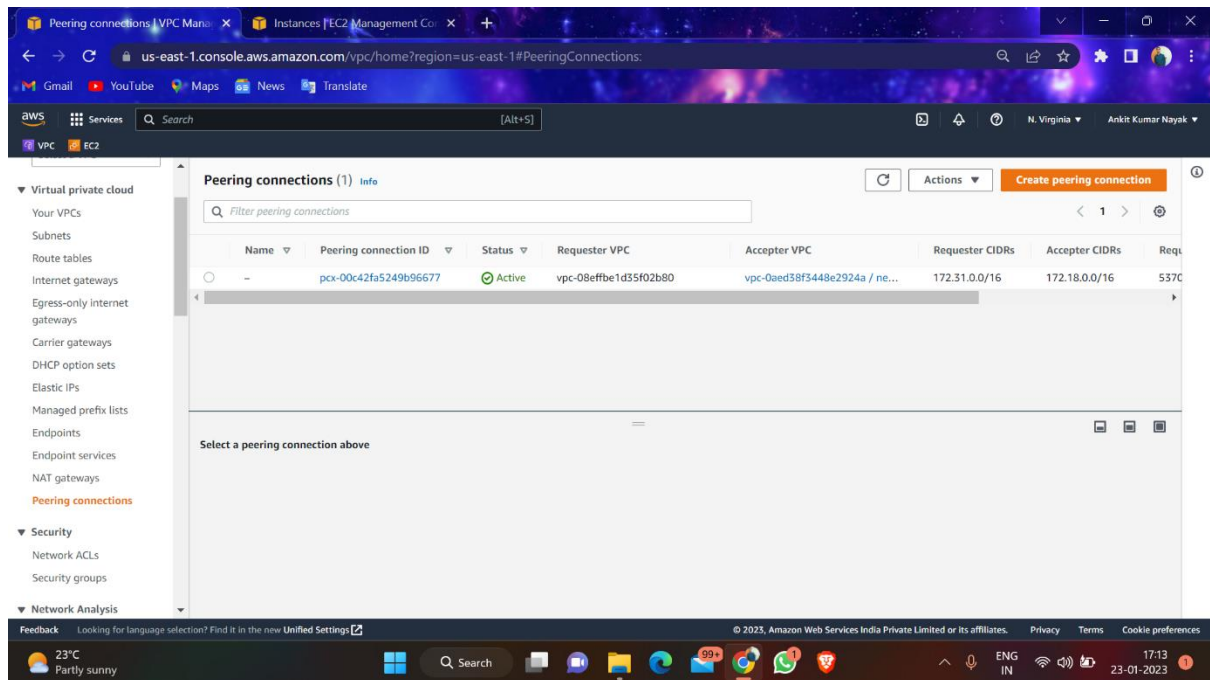 Peering connections | VPC Mana
Instances | EC2 Management Con
us-east-1.console.aws.amazon.com/vpc/home?region=us-east-1#PeeringConnections:
Gmail YouTube Maps News Translate
aws Services Search [Alt+S] N. Virginia Ankit Kumar Nayak
VPC EC2
Virtual private cloud
Your VPCs
Subnets
Route tables
Internet gateways
Egress-only internet
gateways
Carrier gateways
DHCP option sets
Elastic IPs
Managed prefix lists
Endpoints
Endpoint services
NAT gateways
Peering connections
Security
Network ACLs
Security groups
Network Analysis
Peering connections (1) Info
Actions
Create peering connection
Filter peering connections
1
Name Peering connection ID Status Requester VPC Accepter VPC Requester CIDRs Accepter CIDRs Requ
– pcx-00c42fa5249b96677 Active vpc-08effbe1d35f02b80 vpc-0aed38f3448e2924a / ne... 172.31.0.0/16 172.18.0.0/16 5370
Select a peering connection above
Feedback Looking for language selection? Find it in the new Unified Settings © 2023, Amazon Web Services India Private Limited or its affiliates. Privacy Terms Cookie preferences
23°C
Partly sunny
Search
99+
ENG
IN
17:13
23-01-2023
1